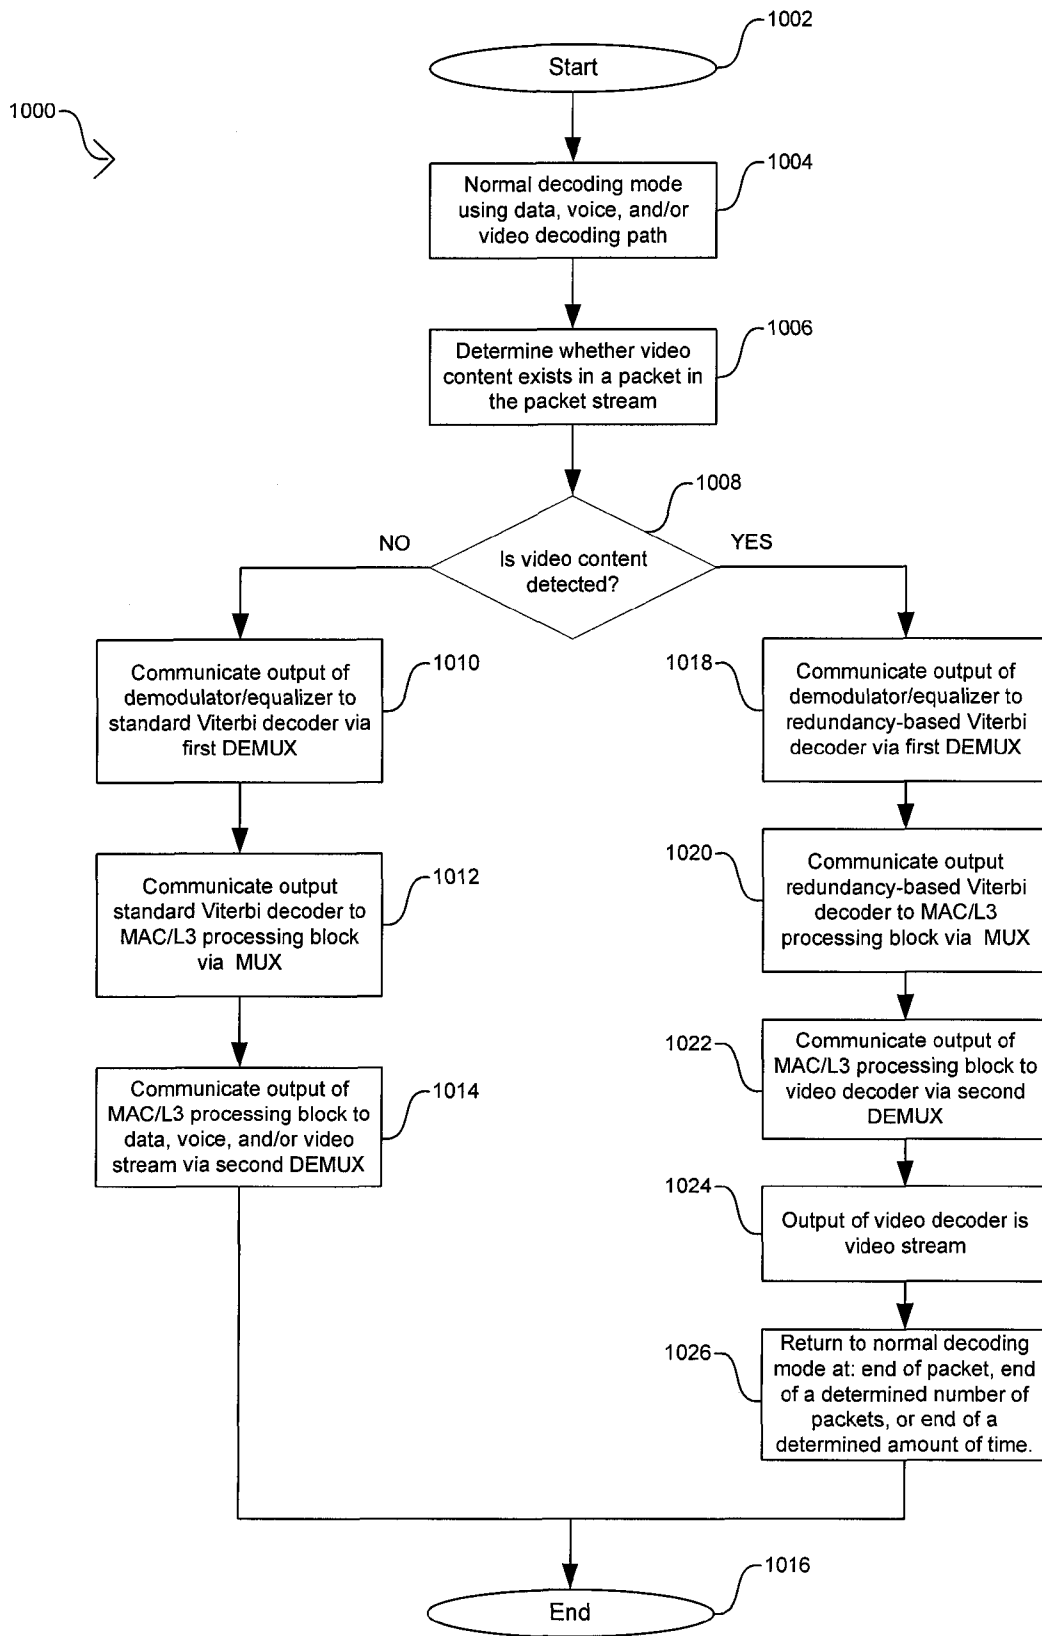 1002
Start
1000
1004
Normal decoding mode
using data, voice, and/or
video decoding path
1006
Determine whether video
content exists in a packet in
the packet stream
1008
NO
YES
Is video content
detected?
1010
Communicate output of
demodulator/equalizer to
standard Viterbi decoder via
first DEMUX
1012
Communicate output
standard Viterbi decoder to
MAC/L3 processing block
via MUX
1014
Communicate output of
MAC/L3 processing block to
data, voice, and/or video
stream via second DEMUX
1018
Communicate output of
demodulator/equalizer to
redundancy-based Viterbi
decoder via first DEMUX
1020
Communicate output
redundancy-based Viterbi
decoder to MAC/L3
processing block via MUX
1022
Communicate output of
MAC/L3 processing block to
video decoder via second
DEMUX
1024
Output of video decoder is
video stream
1026
Return to normal decoding
mode at: end of packet, end
of a determined number of
packets, or end of a
determined amount of time.
1016
End